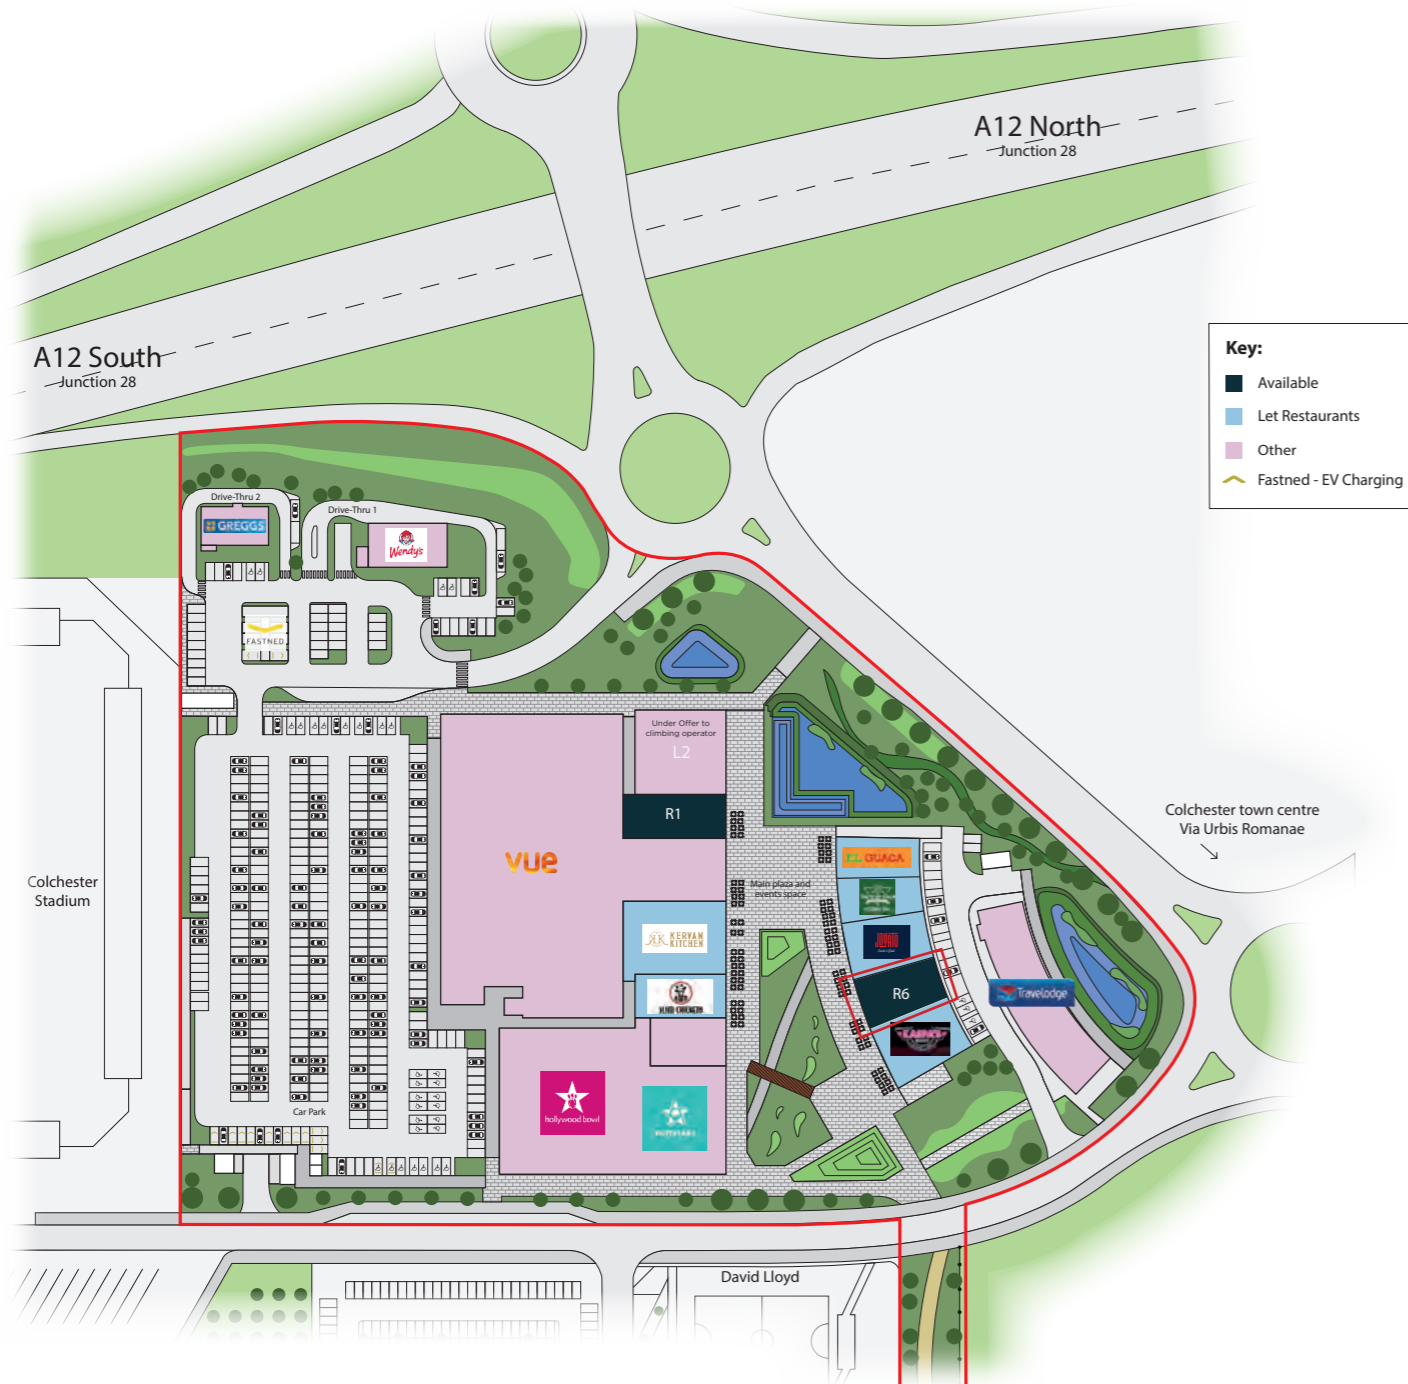 A12 North
Junction 28
A12 South
Junction 28
Key:
Available
Let Restaurants
Other
Fastned - EV Charging
Drive-Thru 2
GREGGS
Drive-Thru 1
Wendy's
FASTNED
Under Offer to
climbing operator
L2
R1
vue
Colchester town centre
Via Urbis Romanae
EL GUACA
Main plaza and
events space
Colchester
Stadium
KERVAN
KITCHEN
R6
Travelodge
hollywood bowl
Car Park
David Lloyd